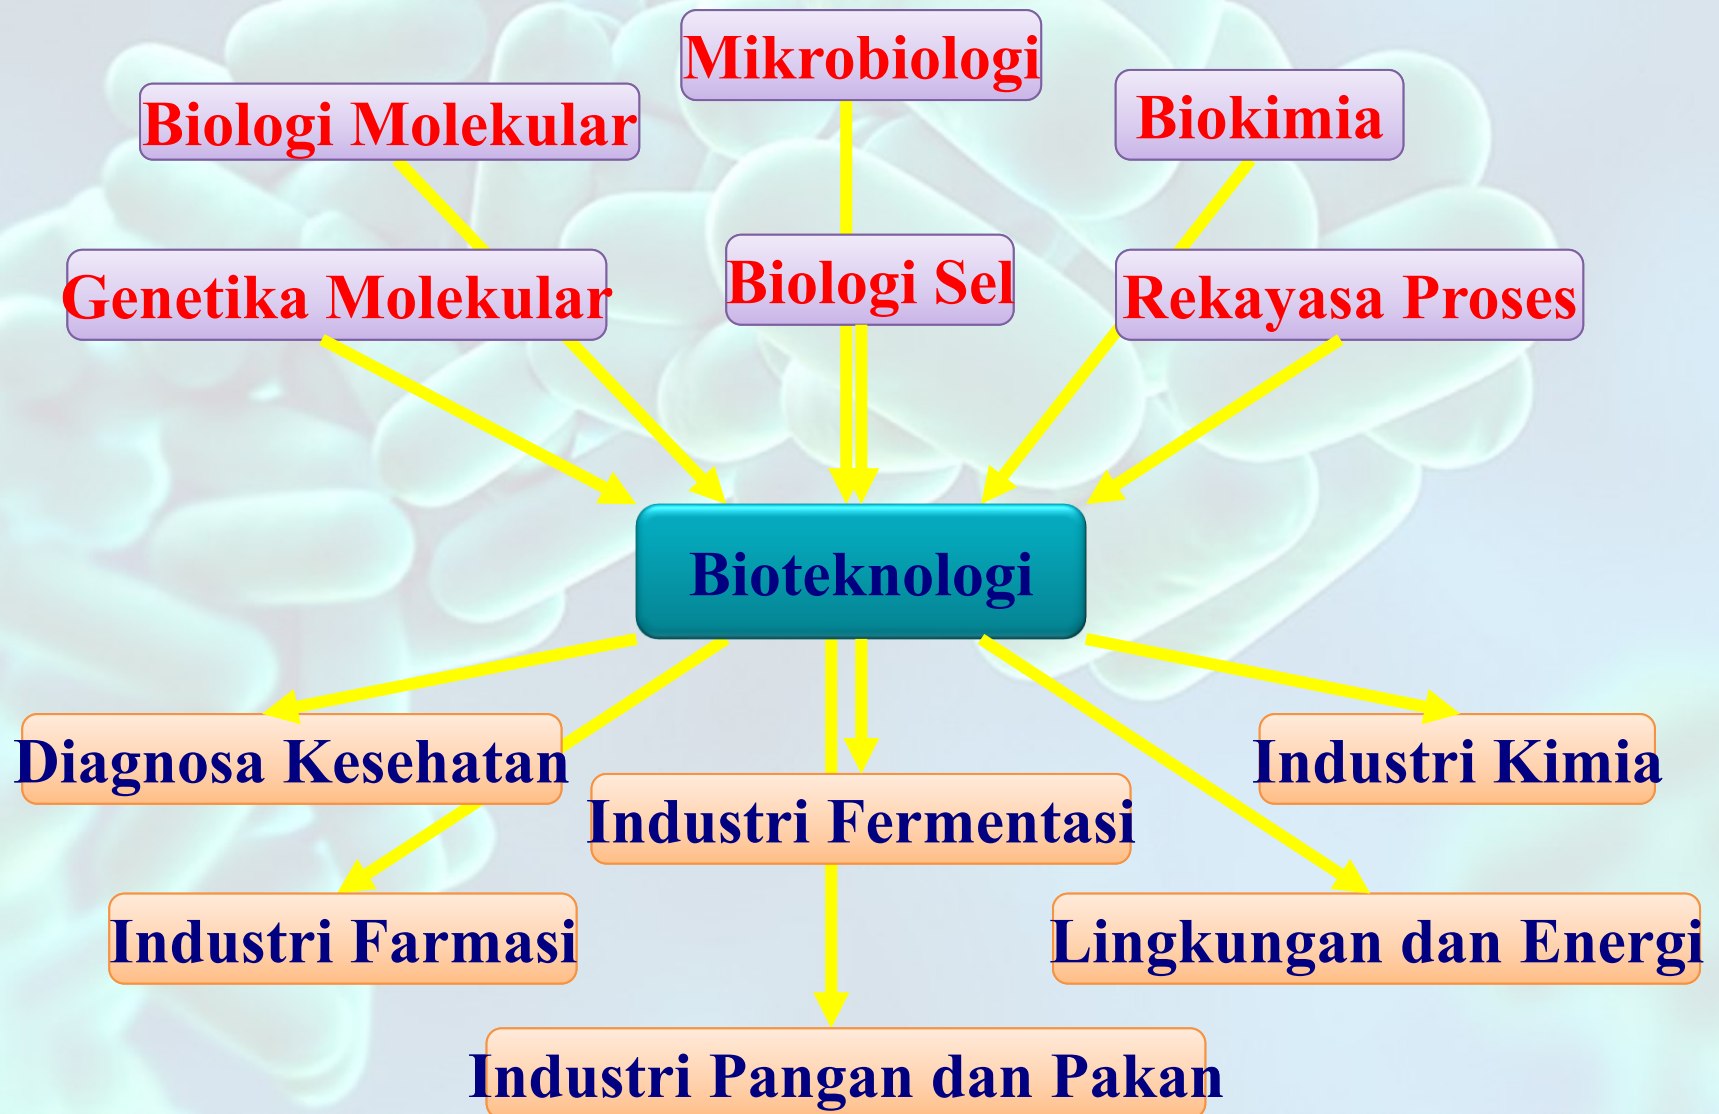 Mikrobiologi
Biologi Molekular
Biokimia
Genetika Molekular
Biologi Sel
Rekayasa Proses
Bioteknologi
Diagnosa Kesehatan
Industri Kimia
Industri Fermentasi
Industri Farmasi
Lingkungan dan Energi
Industri Pangan dan Pakan